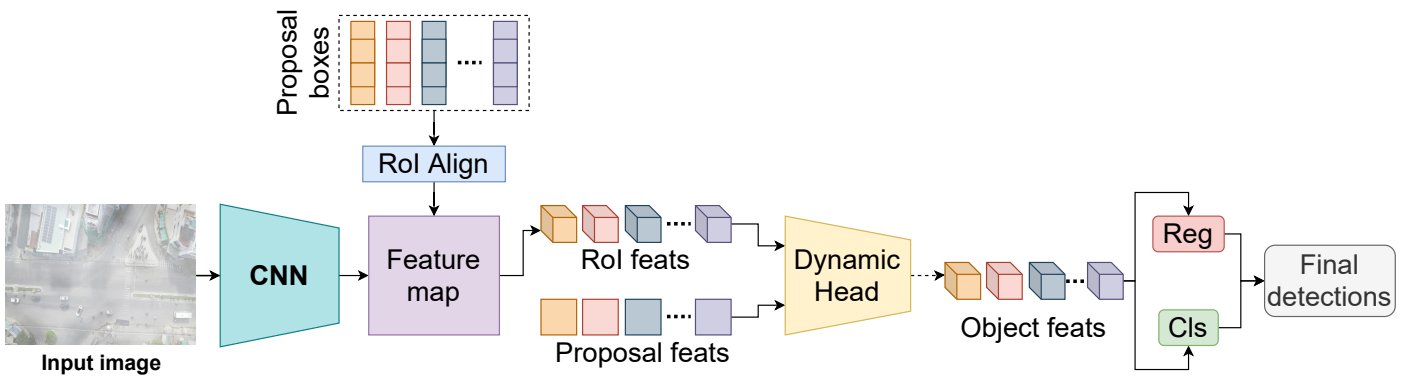 Proposal
boxes
RoI Align
CNN
Feature
map
RoI feats
Proposal feats
Dynamic
Head
Object feats
Reg
Cls
Final
detections
Input image